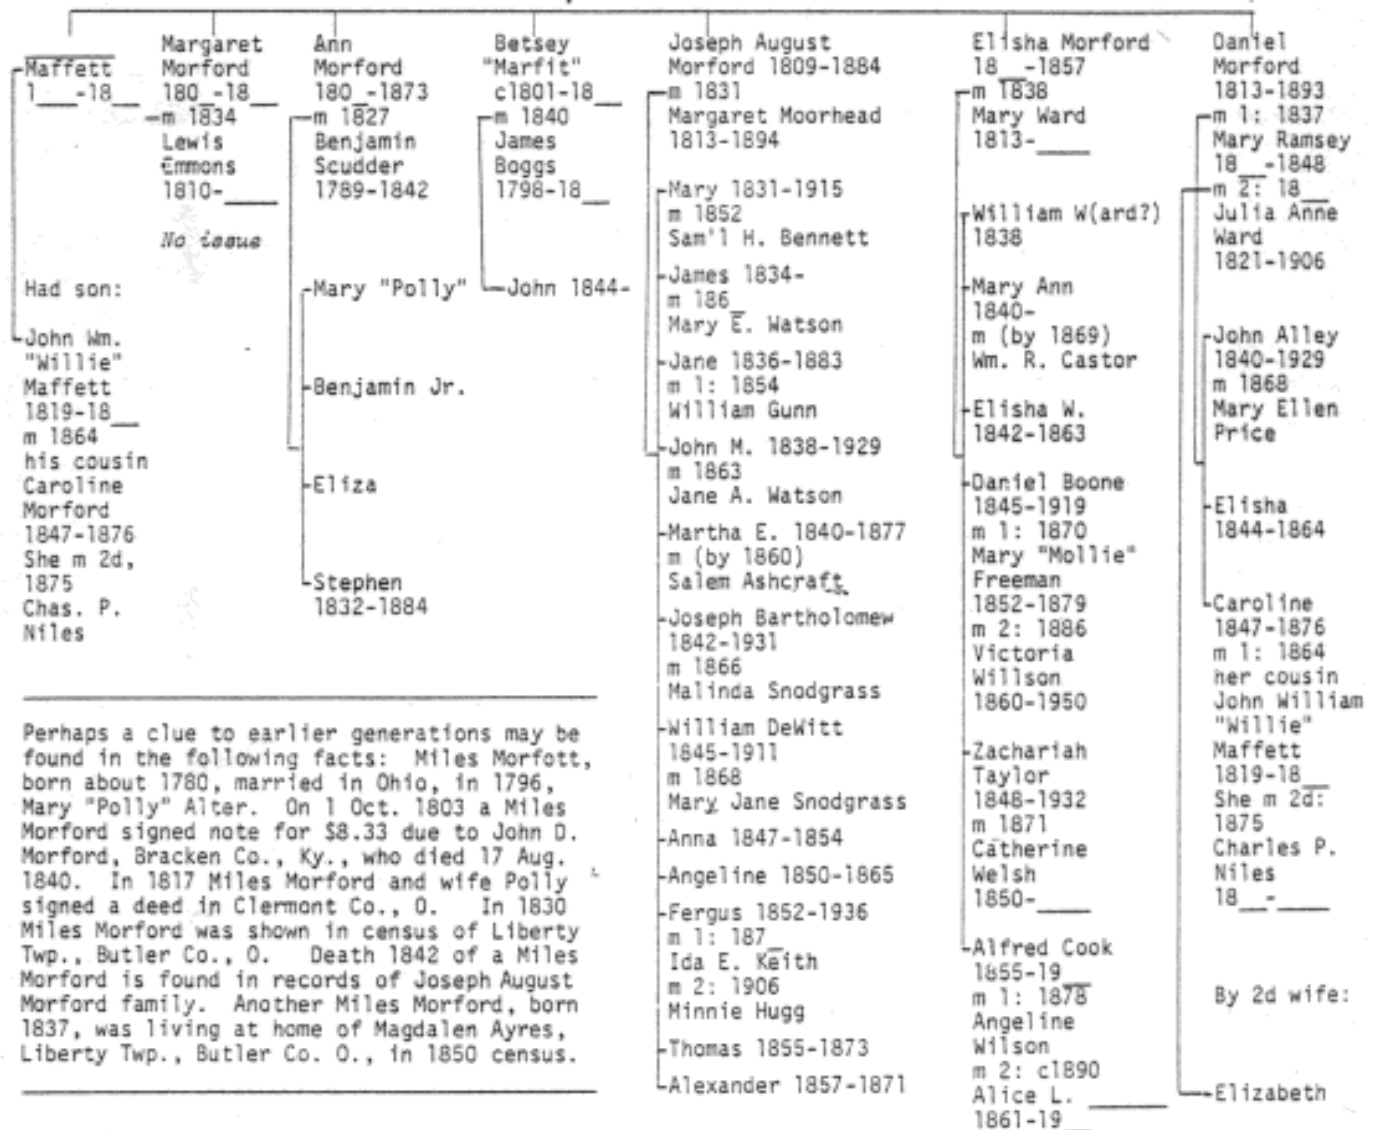 Maffett
1___-18__
Had son:
John Wm.
"Willie"
Maffett
1819-18__
m 1864
his cousin
Caroline
Morford
1847-1876
She m 2d,
1875
Chas. P.
Niles
Margaret
Morford
180_-18__
m 1834
Lewis
Emmons
1810-____
No issue
Ann
Morford
180_-1873
m 1827
Benjamin
Scudder
1789-1842
Mary "Polly"
Benjamin Jr.
Eliza
Stephen
1832-1884
Betsey
"Marfit"
c1801-18__
m 1840
James
Boggs
1798-18__
John 1844-
Perhaps a clue to earlier generations may be
found in the following facts: Miles Morfott,
born about 1780, married in Ohio, in 1796,
Mary "Polly" Alter. On 1 Oct. 1803 a Miles
Morford signed note for $8.33 due to John D.
Morford, Bracken Co., Ky., who died 17 Aug.
1840. In 1817 Miles Morford and wife Polly
signed a deed in Clermont Co., O. In 1830
Miles Morford was shown in census of Liberty
Twp., Butler Co., O. Death 1842 of a Miles
Morford is found in records of Joseph August
Morford family. Another Miles Morford, born
1837, was living at home of Magdalen Ayres,
Liberty Twp., Butler Co. O., in 1850 census.
Joseph August
Morford 1809-1884
m 1831
Margaret Moorhead
1813-1894
Mary 1831-1915
m 1852
Sam'l H. Bennett
James 1834-
m 186_
Mary E. Watson
Jane 1836-1883
m 1: 1854
William Gunn
John M. 1838-1929
m 1863
Jane A. Watson
Martha E. 1840-1877
m (by 1860)
Salem Ashcraft
Joseph Bartholomew
1842-1931
m 1866
Malinda Snodgrass
William DeWitt
1845-1911
m 1868
Mary Jane Snodgrass
Anna 1847-1854
Angeline 1850-1865
Fergus 1852-1936
m 1: 187_
Ida E. Keith
m 2: 1906
Minnie Hugg
Thomas 1855-1873
Alexander 1857-1871
Elisha Morford
18__-1857
m 1838
Mary Ward
1813-____
William W(ard?)
1838
Mary Ann
1840-
m (by 1869)
Wm. R. Castor
Elisha W.
1842-1863
Daniel Boone
1845-1919
m 1: 1870
Mary "Mollie"
Freeman
1852-1879
m 2: 1886
Victoria
Willson
1860-1950
Zachariah
Taylor
1848-1932
m 1871
Catherine
Welsh
1850-____
Alfred Cook
1855-19__
m 1: 1878
Angeline
Wilson
m 2: c1890
Alice L. ______
1861-19__
Daniel
Morford
1813-1893
m 1: 1837
Mary Ramsey
18__-1848
m 2: 18__
Julia Anne
Ward
1821-1906
John Alley
1840-1929
m 1868
Mary Ellen
Price
Elisha
1844-1864
Caroline
1847-1876
m 1: 1864
her cousin
John William
"Willie"
Maffett
1819-18__
She m 2d:
1875
Charles P.
Niles
18__-____
By 2d wife:
Elizabeth